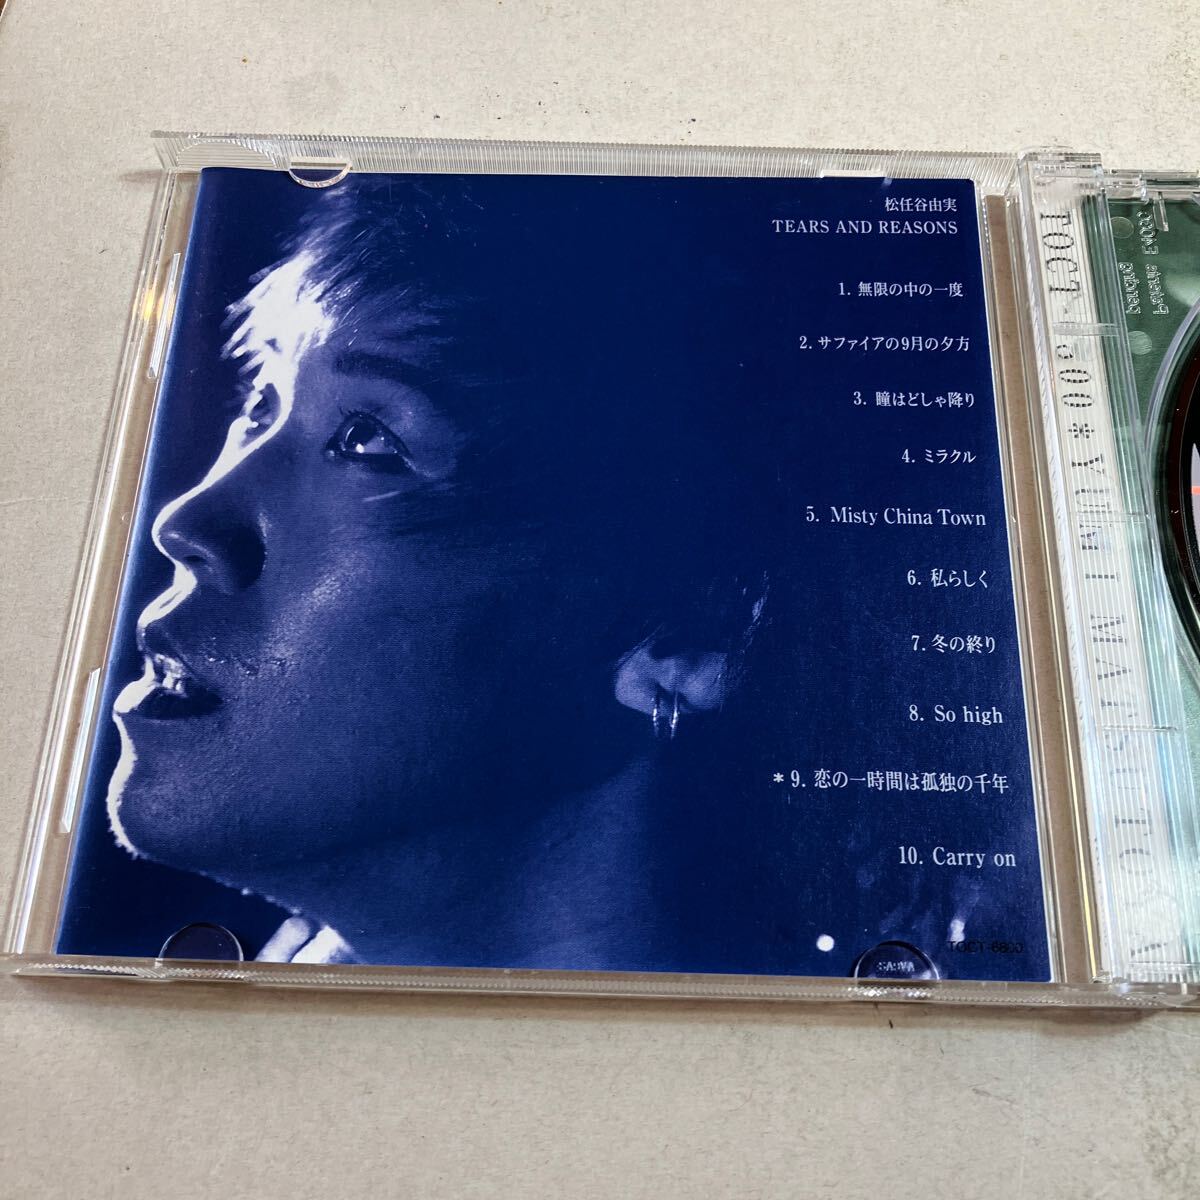 松任谷由実
TEARS AND REASONS
1. 無限の中の一度
2. サファイアの9月の夕方
3. 瞳はどしゃ降り
4. ミラクル
5. Misty China Town
6. 私らしく
7. 冬の終り
8. So high
*9. 恋の一時間は孤独の千年
10. Carry on
TOCT-6800